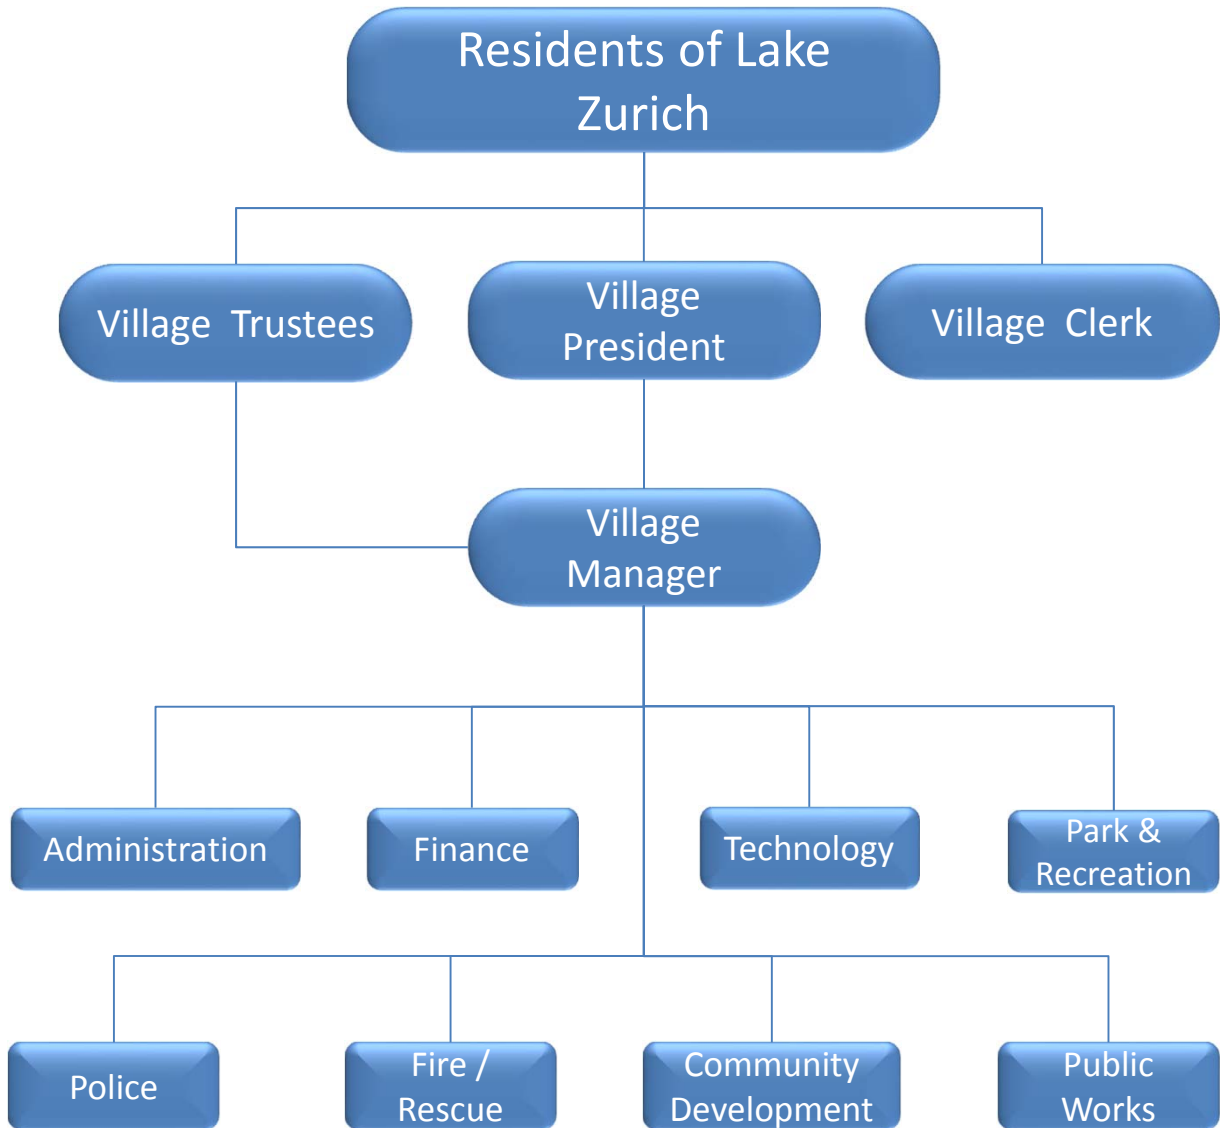 Residents of Lake
Zurich
Village Trustees
Village
President
Village Clerk
Village
Manager
Administration
Finance
Technology
Park &
Recreation
Police
Fire /
Rescue
Community
Development
Public
Works